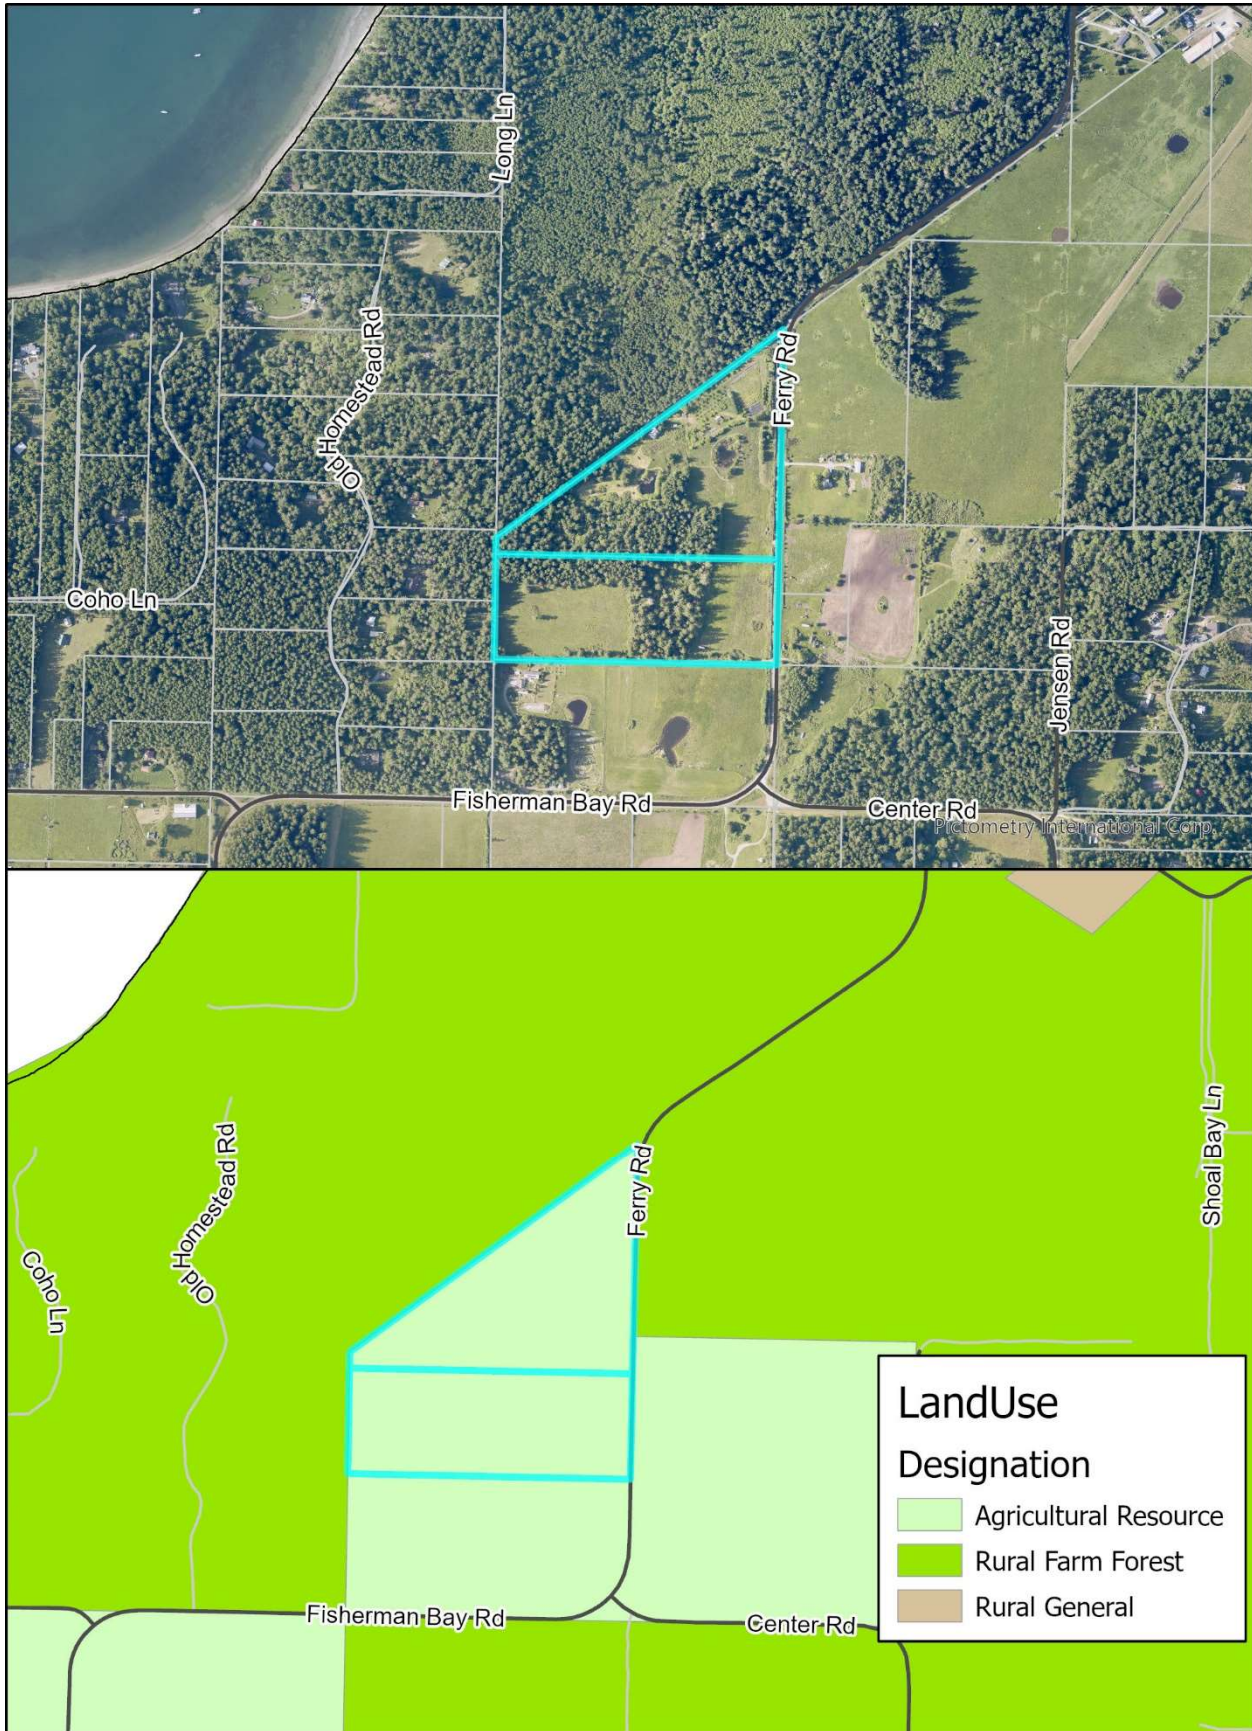 Long Ln
Old Homestead Rd
Ferry Rd
Coho Ln
Jensen Rd
Fisherman Bay Rd
Center Rd
Pictometry International Corp.
Ferry Rd
Shoal Bay Ln
Old Homestead Rd
Coho Ln
LandUse
Designation
Agricultural Resource
Rural Farm Forest
Rural General
Fisherman Bay Rd
Center Rd